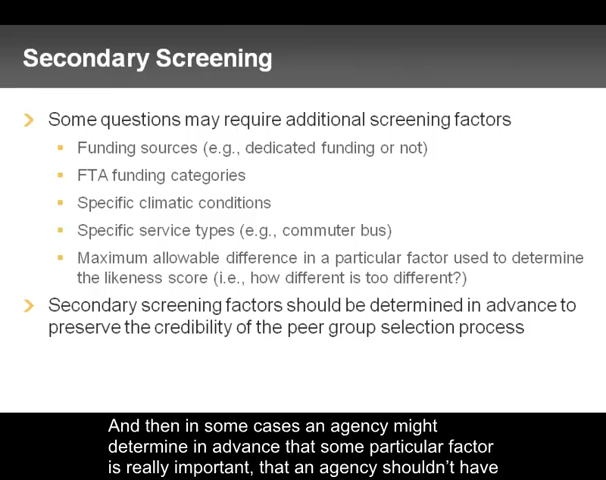 Secondary Screening
Some questions may require additional screening factors
Funding sources (e.g., dedicated funding or not)
FTA funding categories
Specific climatic conditions
Specific service types (e.g., commuter bus)
Maximum allowable difference in a particular factor used to determine
the likeness score (i.e., how different is too different?)
Secondary screening factors should be determined in advance to
preserve the credibility of the peer group selection process
And then in some cases an agency might
determine in advance that some particular factor
is really important, that an agency shouldn't have